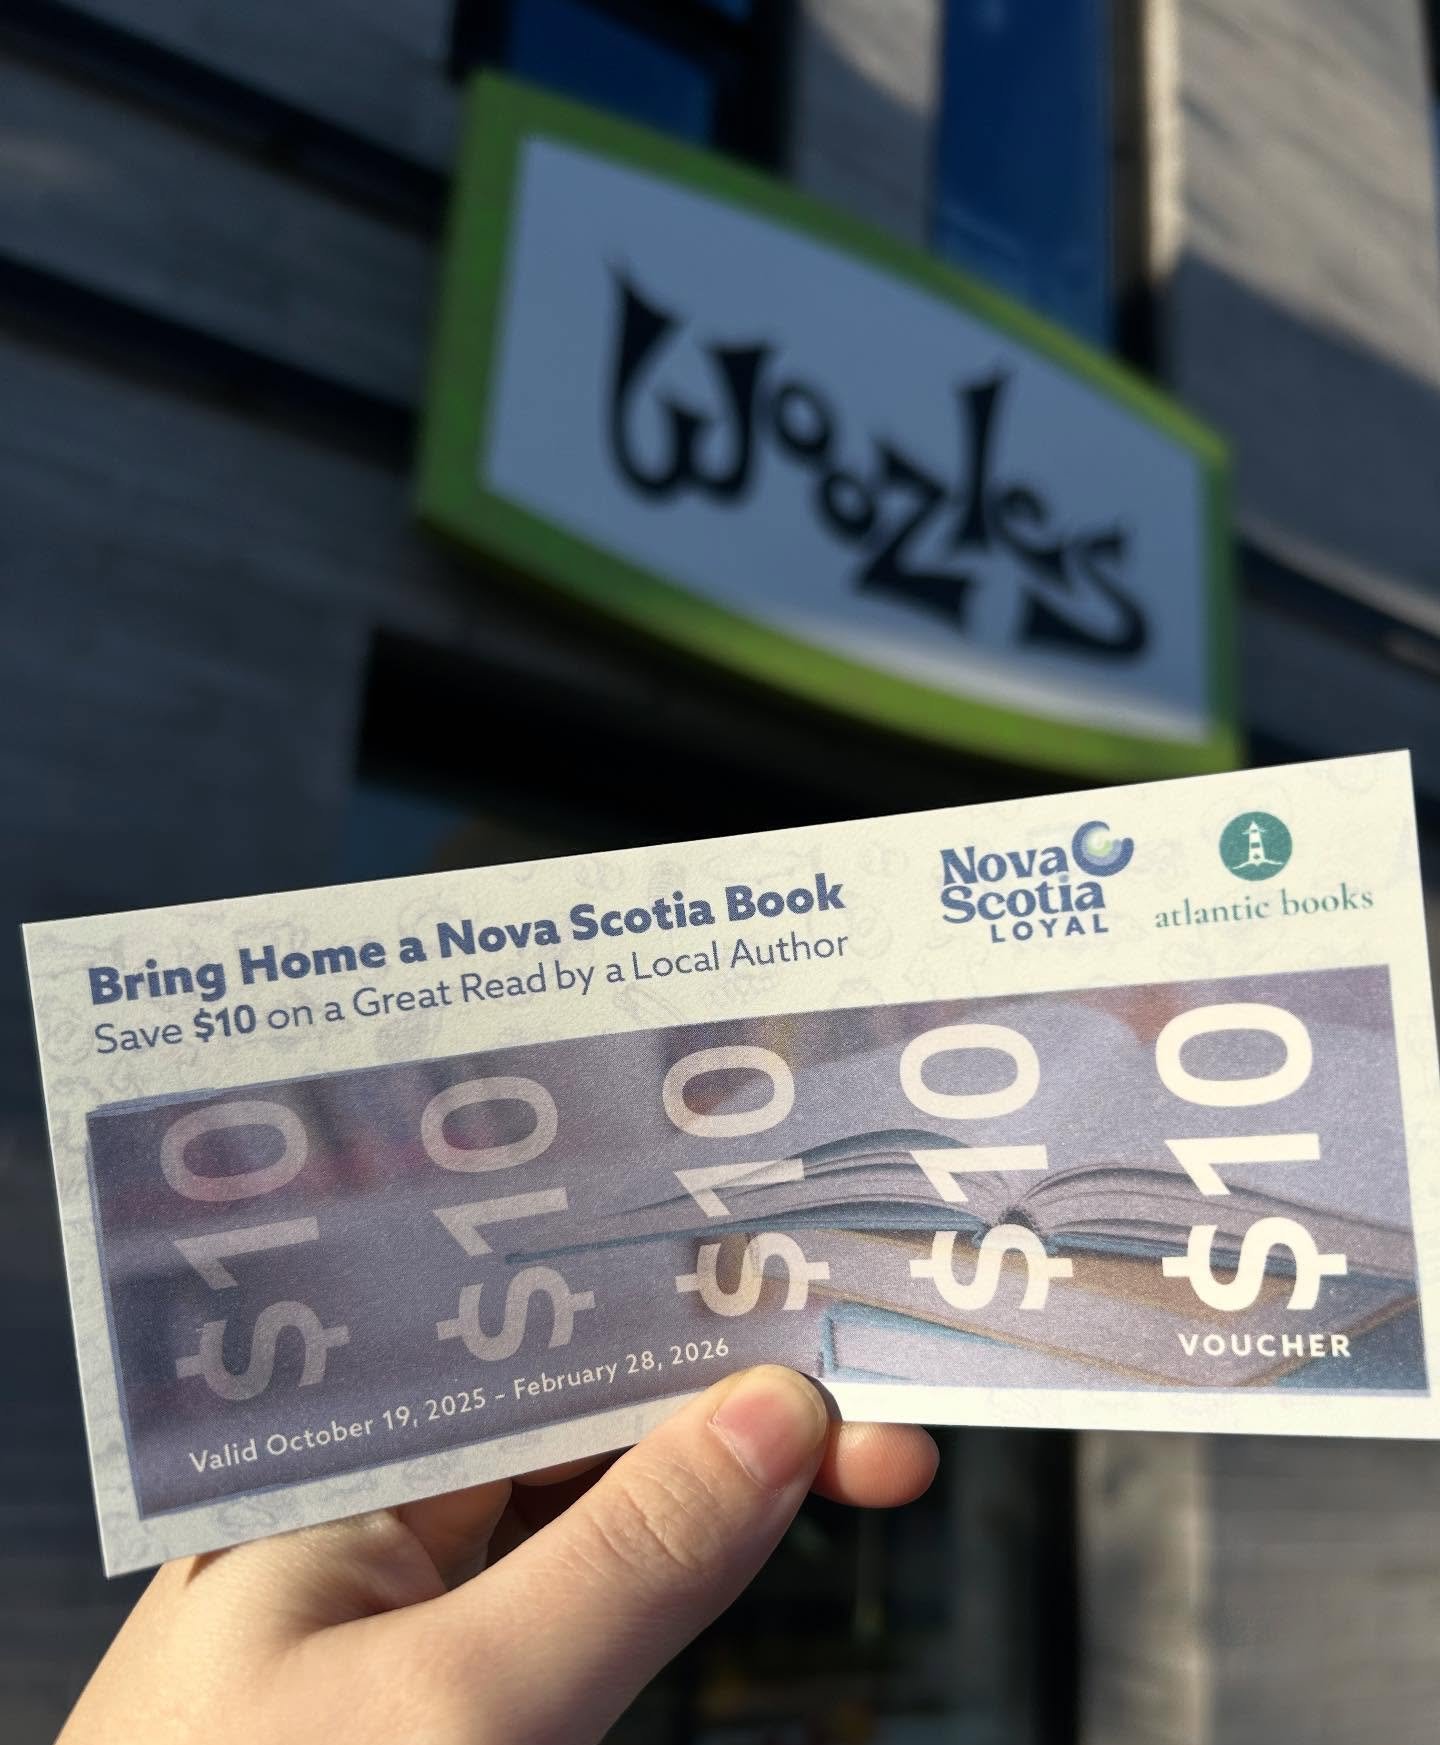 Woozles
Bring Home a Nova Scotia Book
Save $10 on a Great Read by a Local Author
Nova
Scotia
LOYAL
atlantic books
$10
$10
$10
$10
$10
VOUCHER
Valid October 19, 2025 - February 28, 2026